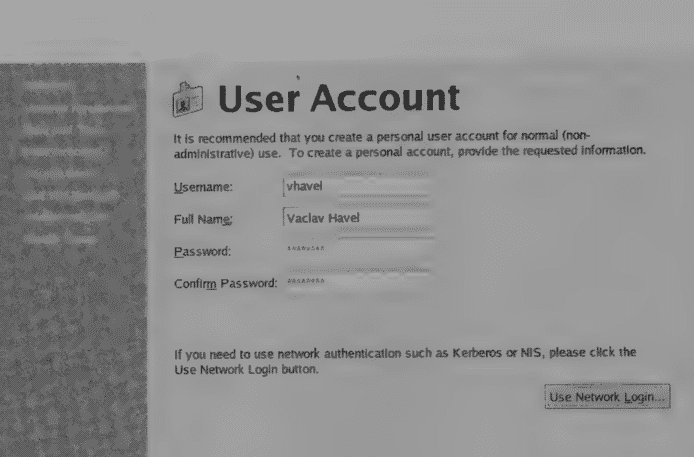 User Account
It is recommended that you create a personal user account for normal (non-
administrative) use. To create a personal account, provide the requested information.
Username: vhavel
Full Name: Vaclav Havel
Password: ********
Confirm Password: ********
If you need to use network authentication such as Kerberos or NIS, please click the
Use Network Login button.
Use Network Login...